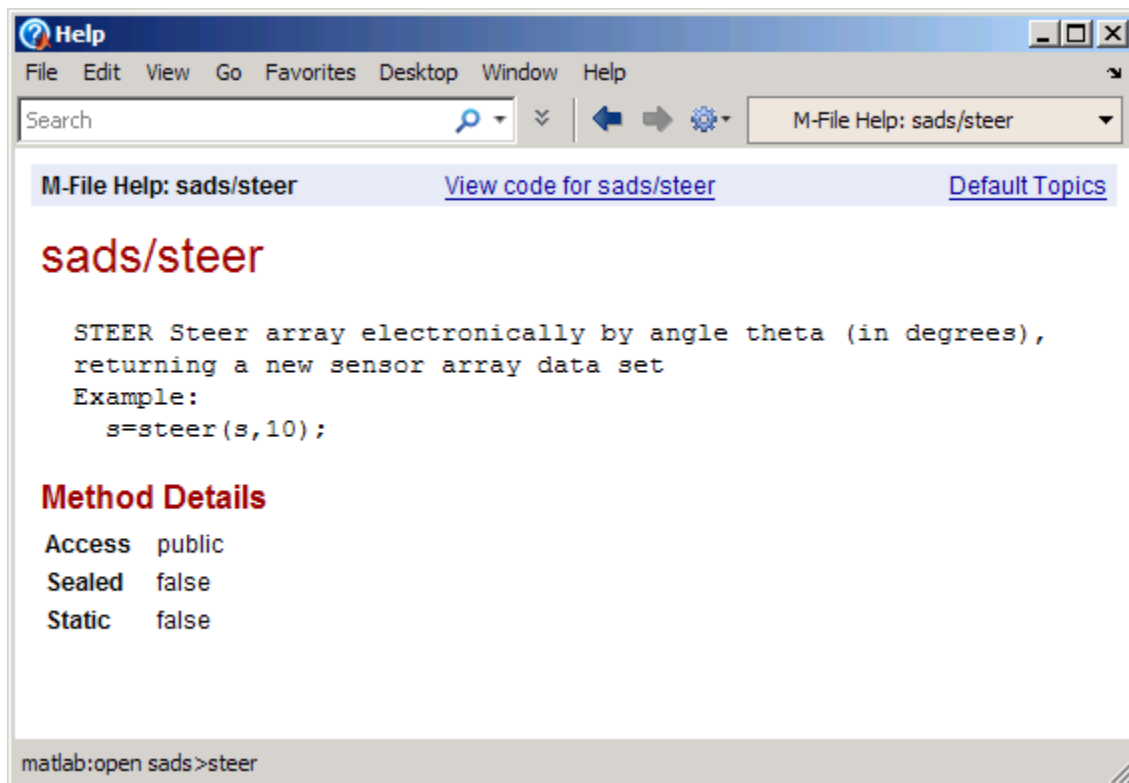 Help
File Edit View Go Favorites Desktop Window Help
Search M-File Help: sads/steer
M-File Help: sads/steer View code for sads/steer Default Topics
sads/steer
STEER Steer array electronically by angle theta (in degrees),
returning a new sensor array data set
Example:
s=steer(s,10);
Method Details
Access public
Sealed false
Static false
matlab:open sads>steer